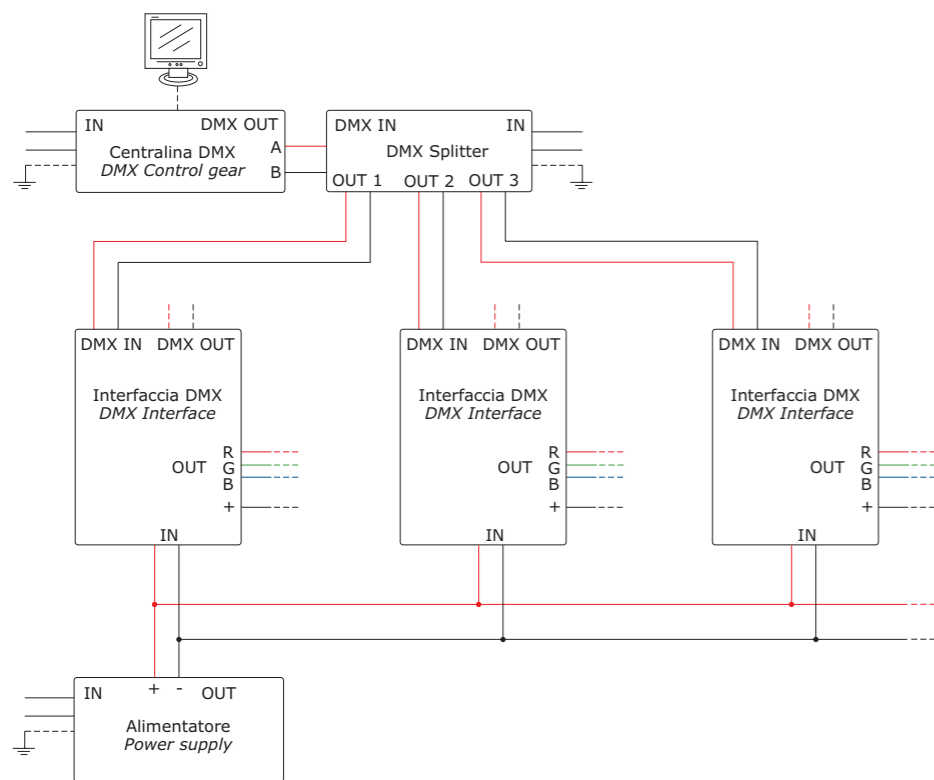 IN
DMX OUT
Centralina DMX
DMX Control gear
A
B
DMX IN
IN
DMX Splitter
OUT 1
OUT 2
OUT 3
DMX IN
DMX OUT
Interfaccia DMX
DMX Interface
OUT
R
G
B
+
IN
DMX IN
DMX OUT
Interfaccia DMX
DMX Interface
OUT
R
G
B
+
IN
DMX IN
DMX OUT
Interfaccia DMX
DMX Interface
OUT
R
G
B
+
IN
IN
+
-
OUT
Alimentatore
Power supply